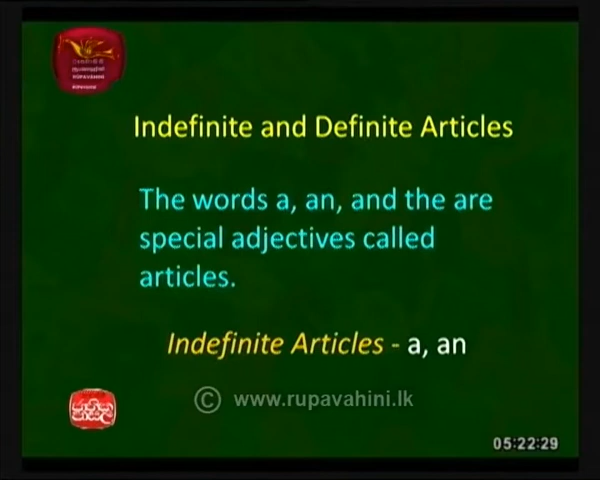 RUPAVAHINI
Indefinite and Definite Articles
The words a, an, and the are
special adjectives called
articles.
Indefinite Articles - a, an
© www.rupavahini.lk
05:22:29